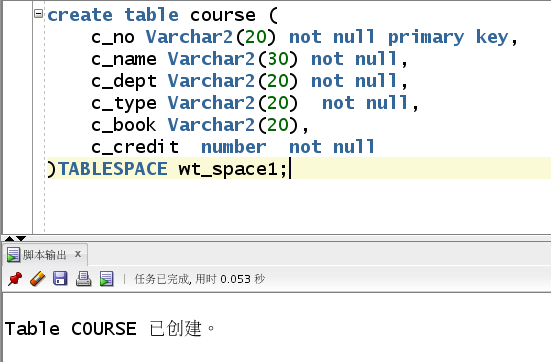 create table course (
c_no Varchar2(20) not null primary key,
c_name Varchar2(30) not null,
c_dept Varchar2(20) not null,
c_type Varchar2(20)  not null,
c_book Varchar2(20),
c_credit  number  not null
)TABLESPACE wt_space1;
脚本输出 x
任务已完成, 用时 0.053 秒
Table COURSE 已创建。